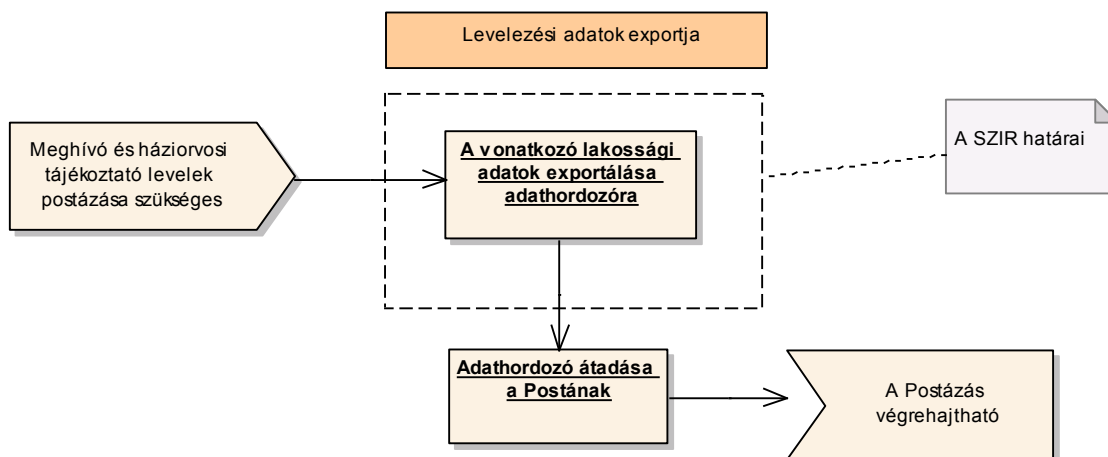 Levelezési adatok exportja
Meghívó és háziorvosi
tájékoztató levelek
postázása szükséges
A vonatkozó lakossági
adatok exportálása
adathordozóra
A SZIR határai
Adathordozó átadása
a Postának
A Postázás
végrehajtható